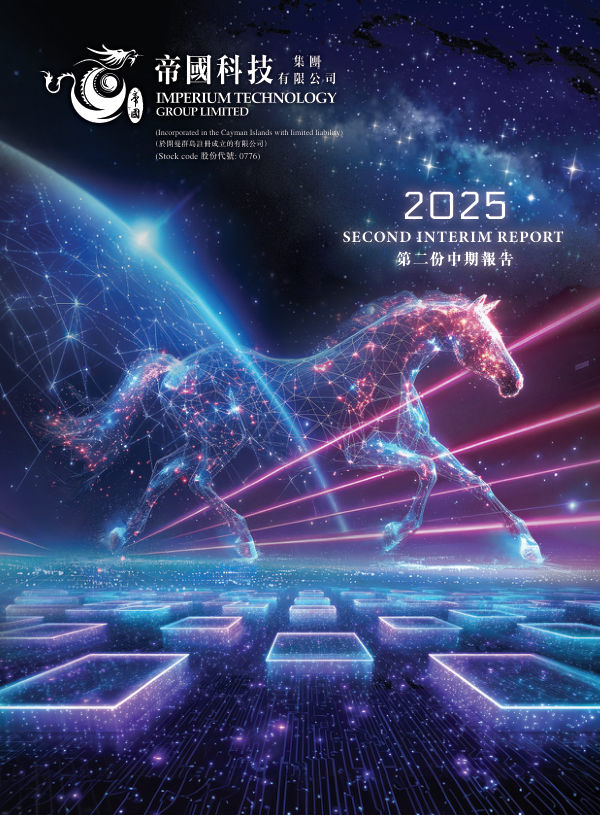 帝國
帝國科技
集團
有限公司
IMPERIUM TECHNOLOGY
GROUP LIMITED
(Incorporated in the Cayman Islands with limited liability)
(於開曼群島註冊成立的有限公司)
(Stock code 股份代號: 0776)
2025
SECOND INTERIM REPORT
第二份中期報告